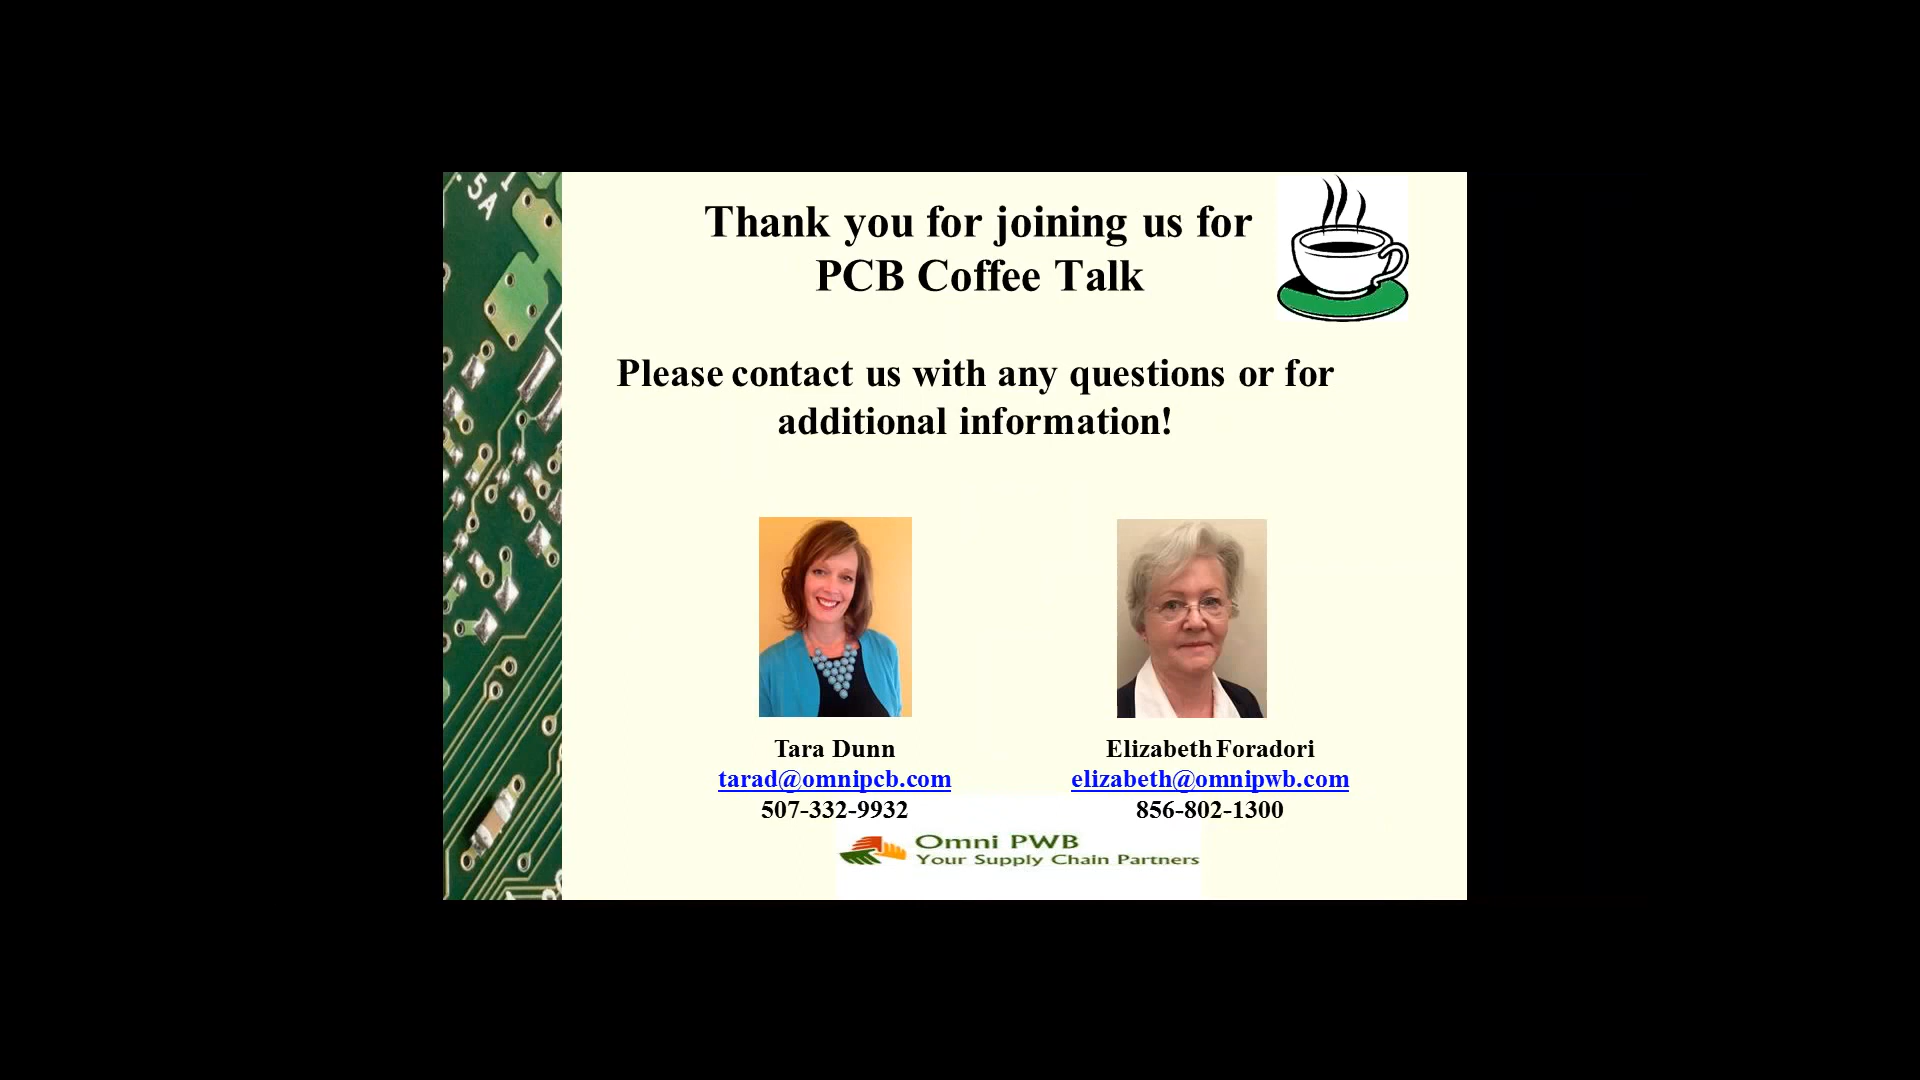 .5A
Thank you for joining us for
PCB Coffee Talk
Please contact us with any questions or for
additional information!
Tara Dunn
tarad@omnipcb.com
507-332-9932
Elizabeth Foradori
elizabeth@omnipwb.com
856-802-1300
Omni PWB
Your Supply Chain Partners